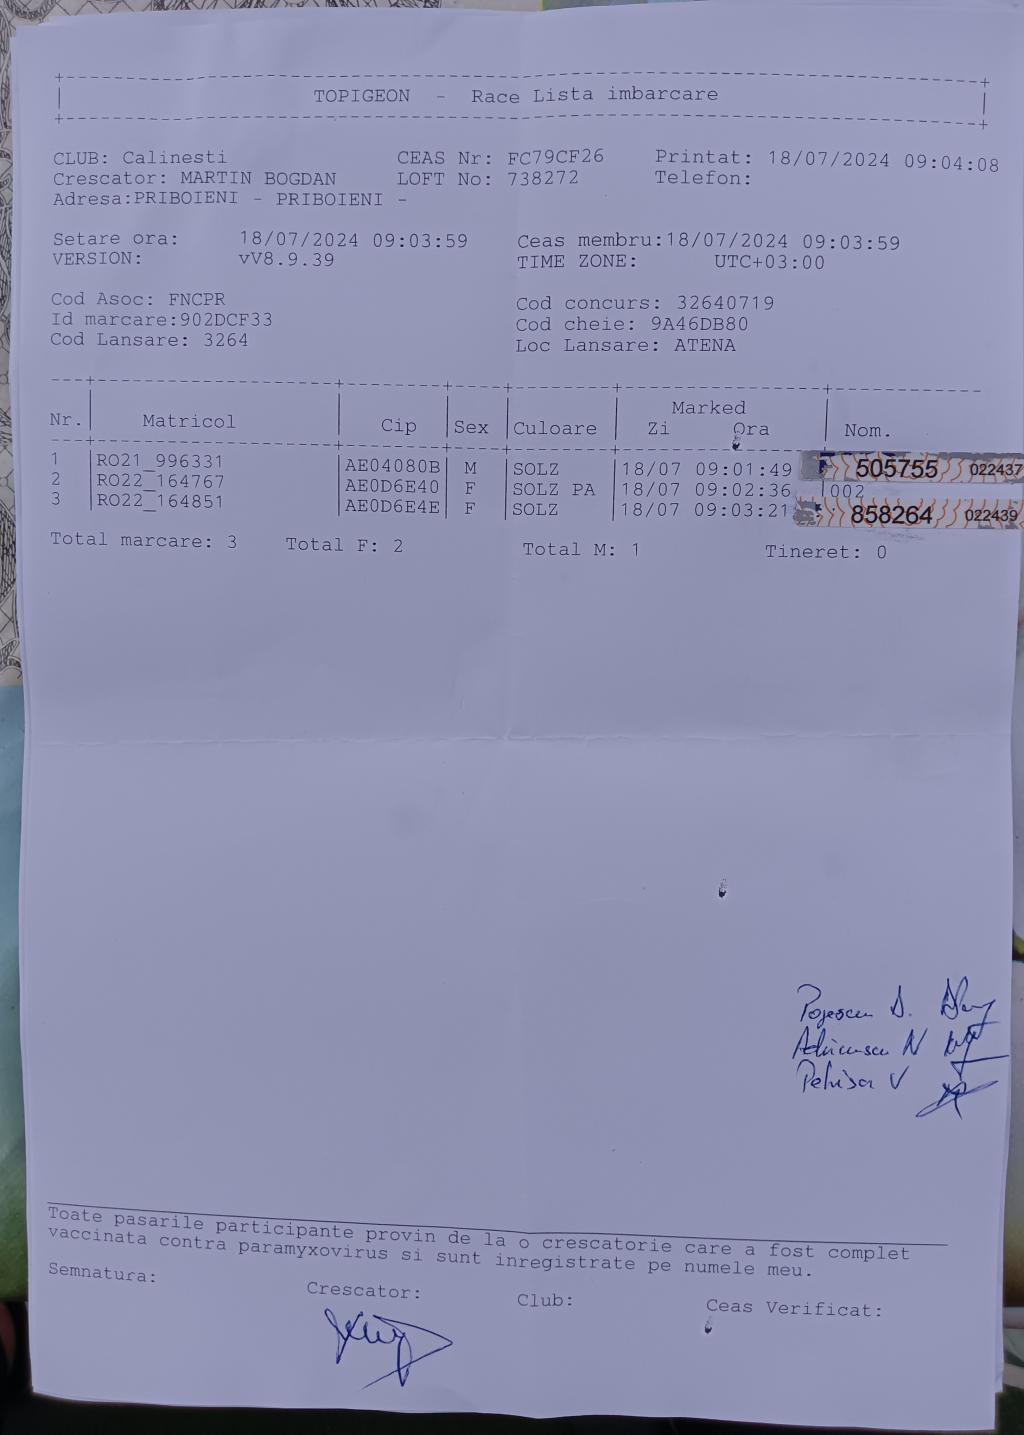 TOPIGEON - Race Lista imbarcare
CLUB: Calinesti CEAS Nr: FC79CF26 Printat: 18/07/2024 09:04:08
Crescator: MARTIN BOGDAN LOFT No: 738272 Telefon:
Adresa:PRIBOIENI - PRIBOIENI -
Setare ora: 18/07/2024 09:03:59 Ceas membru:18/07/2024 09:03:59
VERSION: vV8.9.39 TIME ZONE: UTC+03:00
Cod Asoc: FNCPR Cod concurs: 32640719
Id marcare:902DCF33 Cod cheie: 9A46DB80
Cod Lansare: 3264 Loc Lansare: ATENA
Marked
Nr. Matricol Cip Sex Culoare Zi Ora Nom.
1 RO21_996331 AE04080B M SOLZ 18/07 09:01:49 505755 022437
2 RO22_164767 AE0D6E40 F SOLZ PA 18/07 09:02:36 002
3 RO22_164851 AE0D6E4E F SOLZ 18/07 09:03:21 858264 022439
Total marcare: 3 Total F: 2 Total M: 1 Tineret: 0
Popescu D.
N
V
Toate pasarile participante provin de la o crescatorie care a fost complet
vaccinata contra paramyxovirus si sunt inregistrate pe numele meu.
Semnatura: Crescator: Club: Ceas Verificat: